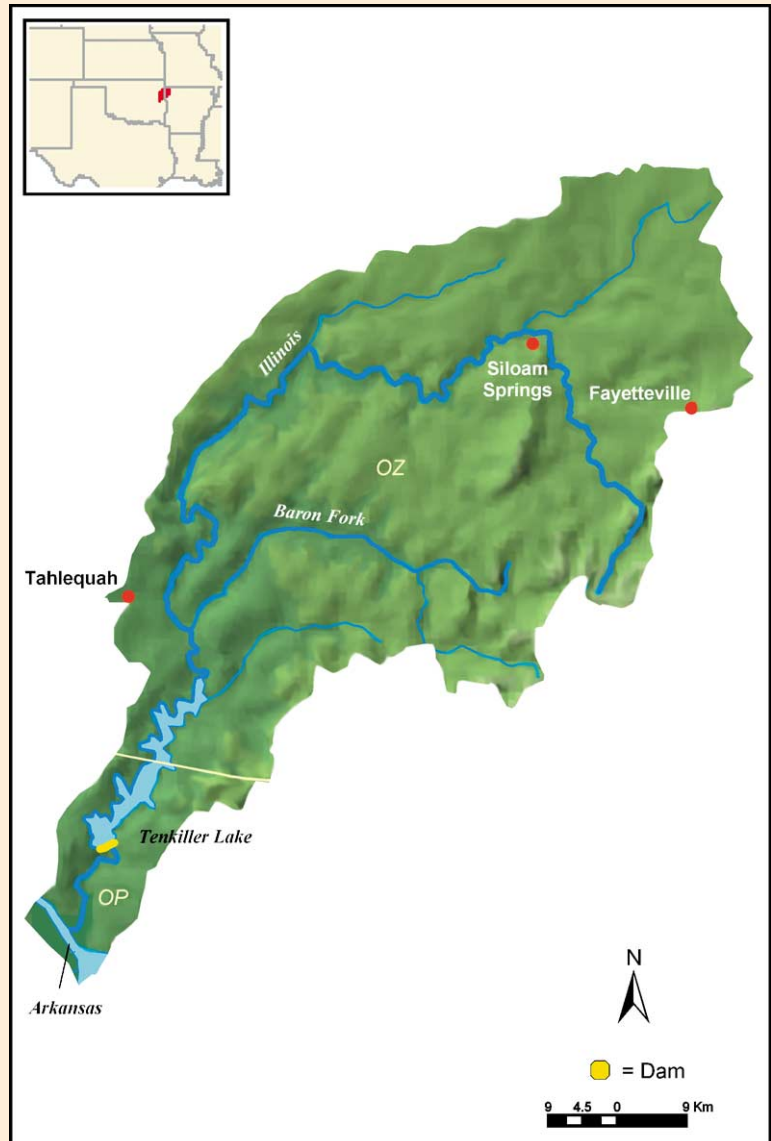 Illinois
Siloam
Springs
Fayetteville
OZ
Baron Fork
Tahlequah
Tenkiller Lake
OP
Arkansas
N
= Dam
9 4.5 0 9 Km